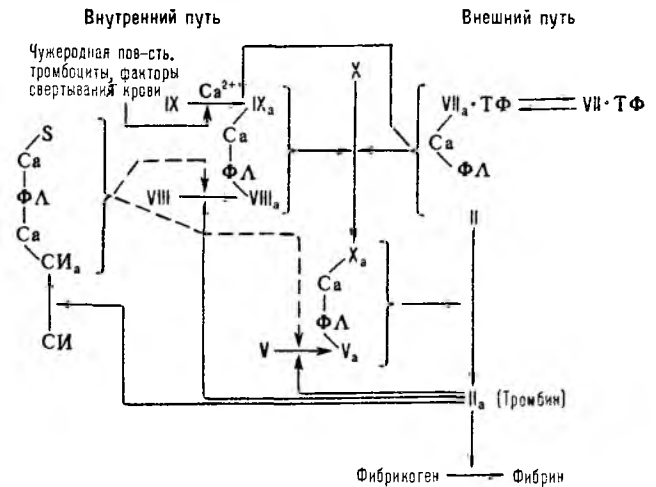 Внутренний путь
Внешний путь
Чужеродная пов-сть.
тромбоциты, факторы
свертывания крови
Ca²⁺
IX
IXₐ
X
VIIₐ·ТФ
VII·ТФ
S
Ca
Ca
Ca
ФЛ
ФЛ
ФЛ
VIII
VIIIₐ
II
Ca
СИₐ
Xₐ
Ca
СИ
ФЛ
V
Vₐ
IIₐ (Тромбин)
Фибрикоген
Фибрин